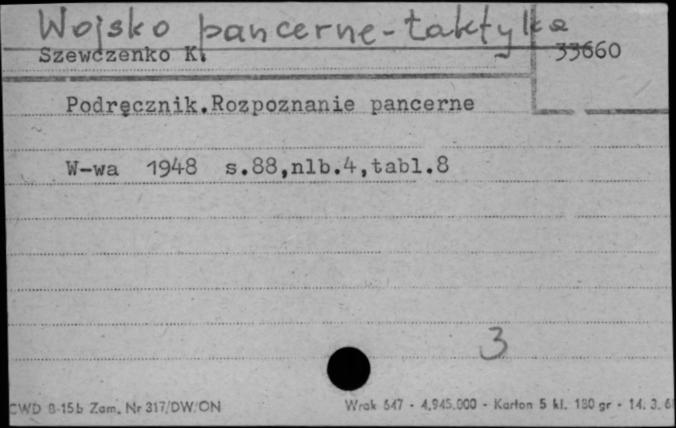 Wojsko pancerne - taktyka
Szewczenko K.
33660
Podręcznik.Rozpoznanie pancerne
W-wa 1948 s.88,nlb.4,tabl.8
3
CWD 8-15b Zam. Nr 317/DW/ON
Wrak 647 - 4.945.000 - Karton 5 kl. 180 gr - 14. 3. 6